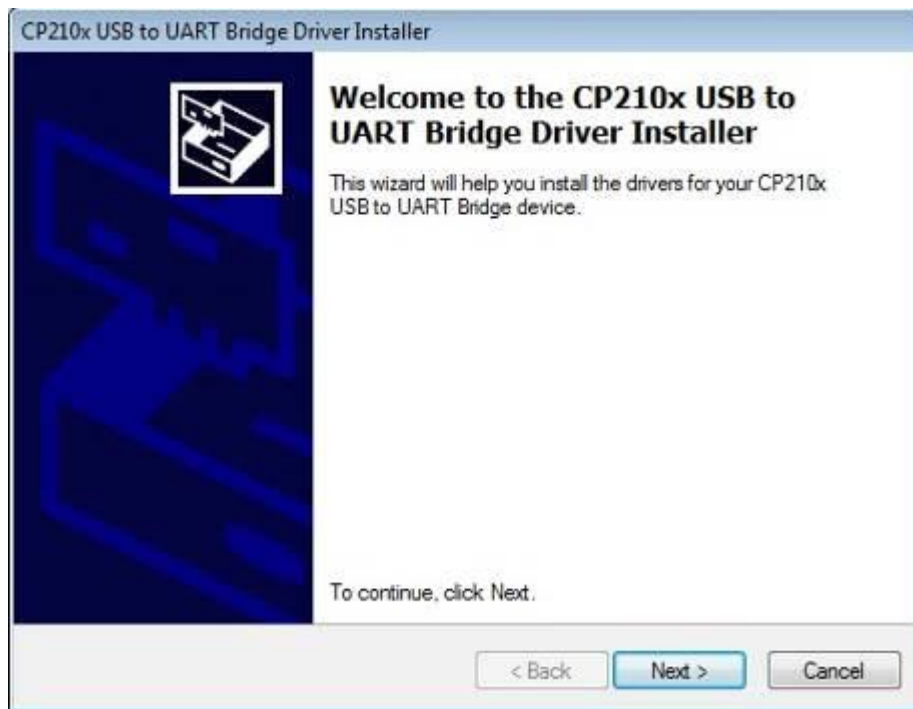 CP210x USB to UART Bridge Driver Installer
Welcome to the CP210x USB to
UART Bridge Driver Installer
This wizard will help you install the drivers for your CP210x
USB to UART Bridge device.
To continue, click Next.
< Back Next > Cancel